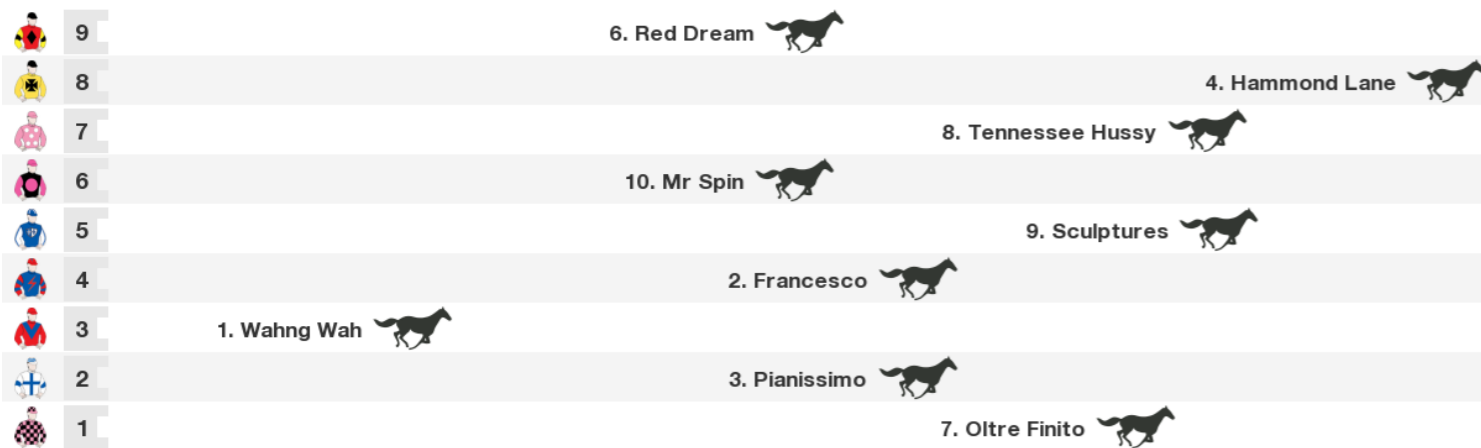 9 6. Red Dream
8 4. Hammond Lane
7 8. Tennessee Hussy
6 10. Mr Spin
5 9. Sculptures
4 2. Francesco
3 1. Wahng Wah
2 3. Pianissimo
1 7. Oltre Finito